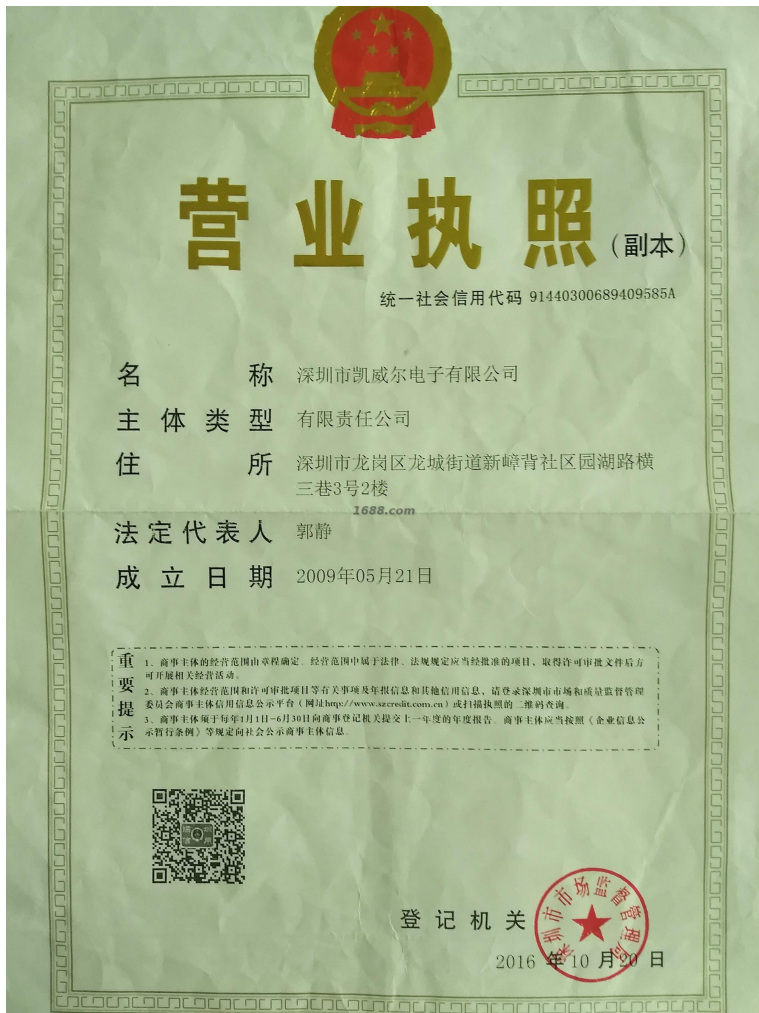 营业执照（副本）
统一社会信用代码 91440300689409585A
名称 深圳市凯威尔电子有限公司
主体类型 有限责任公司
住所 深圳市龙岗区龙城街道新嶂背社区园湖路横
三巷3号2楼
1688.com
法定代表人 郭静
成立日期 2009年05月21日
重要提示
1、商事主体的经营范围由章程确定。经营范围中属于法律、法规规定应当经批准的项目，取得许可审批文件后方
可开展相关经营活动。
2、商事主体经营范围和许可审批项目等有关事项及年报信息和其他信用信息，请登录深圳市市场和质量监督管理
委员会商事主体信用信息公示平台（网址http://www.szcredit.com.cn）或扫描执照的二维码查询。
3、商事主体须于每年1月1日-6月30日向商事登记机关提交上一年度的年度报告。商事主体应当按照《企业信息公
示暂行条例》等规定向社会公示商事主体信息。
登记机关
深圳市市场监督管理局
2016 年 10 月 20 日